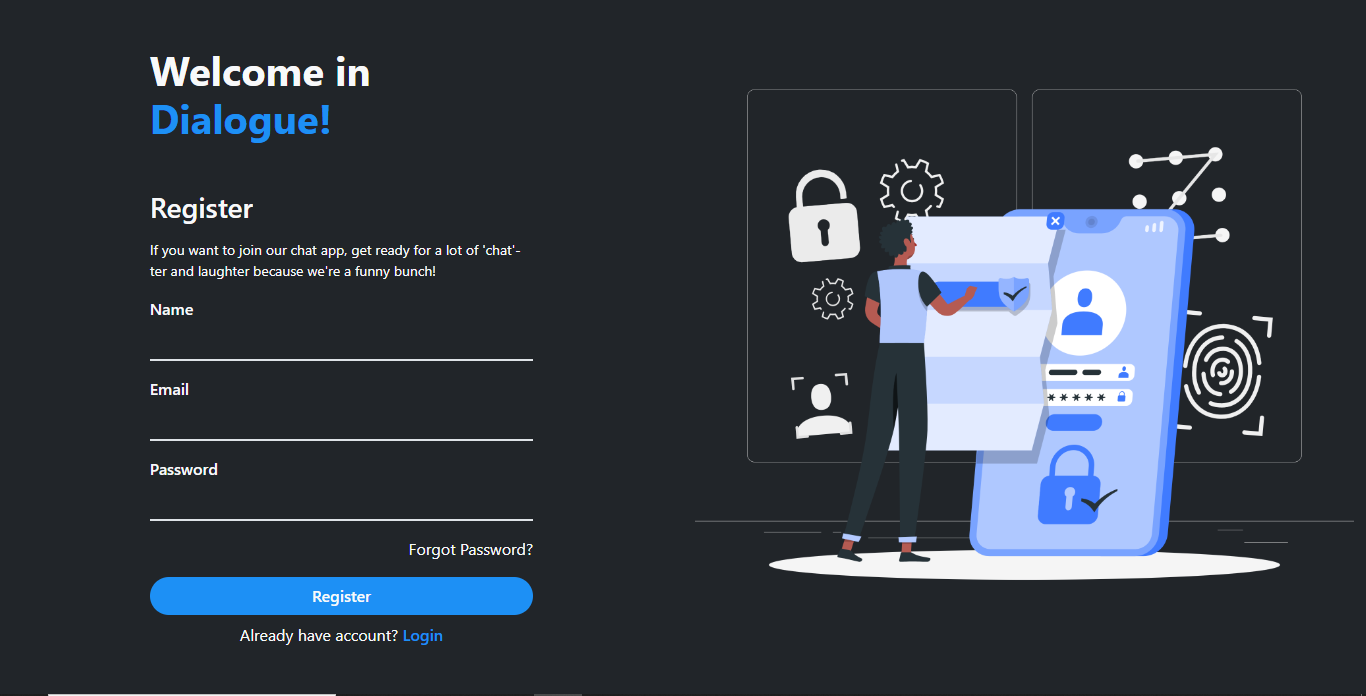 Welcome in
Dialogue!
Register
If you want to join our chat app, get ready for a lot of 'chat'-
ter and laughter because we're a funny bunch!
Name
Email
Password
Forgot Password?
Register
Already have account? Login
*****